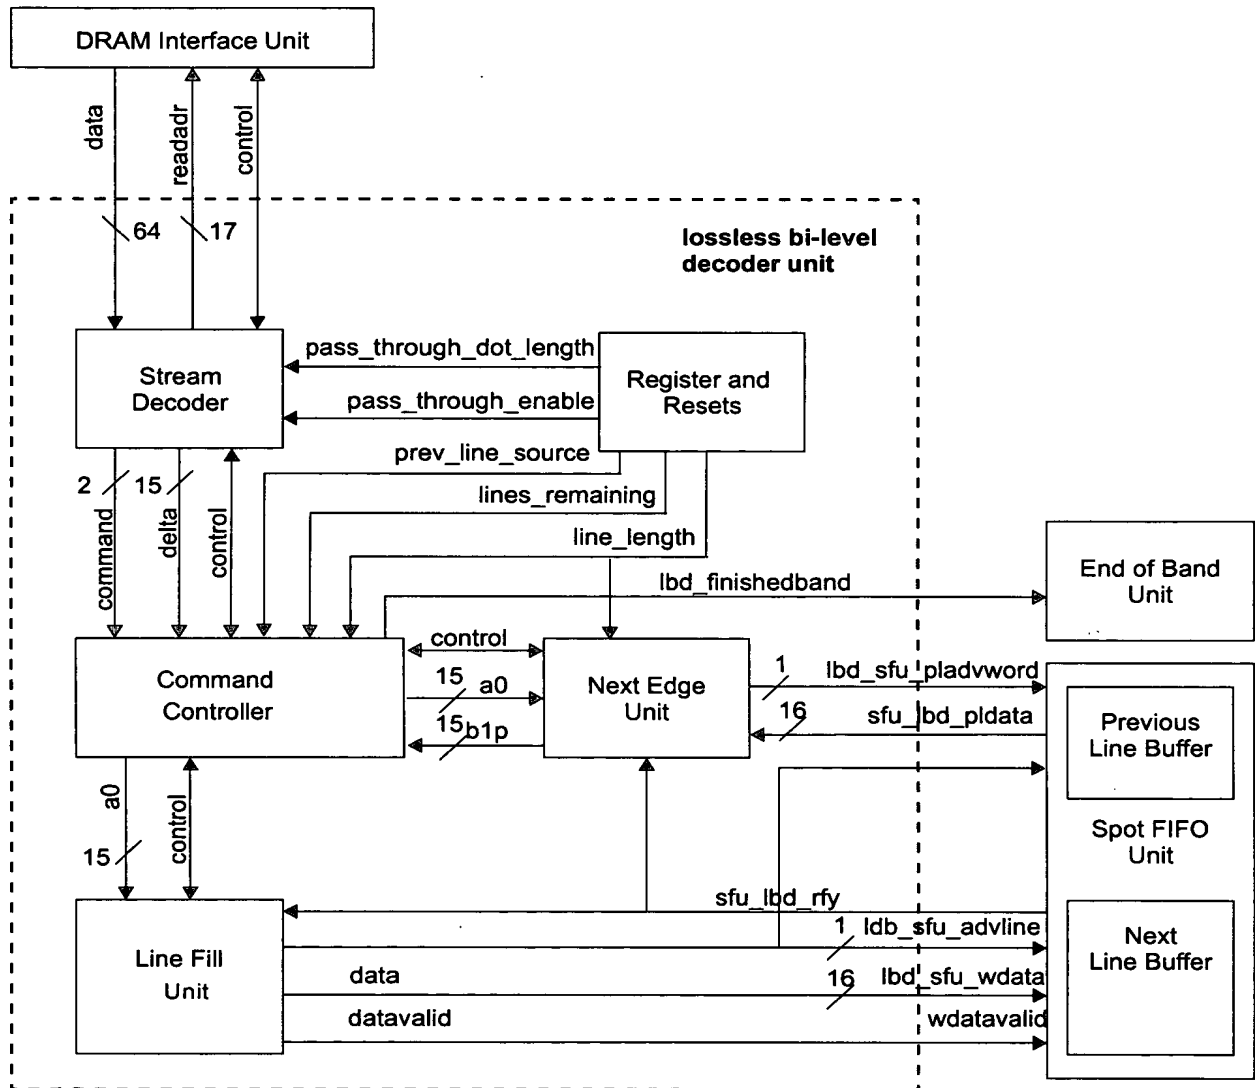 DRAM Interface Unit
data
readadr
control
64
17
lossless bi-level
decoder unit
Stream
Decoder
pass_through_dot_length
pass_through_enable
Register and
Resets
prev_line_source
lines_remaining
line_length
2
15
command
delta
control
lbd_finishedband
End of Band
Unit
Command
Controller
control
15
a0
15
b1p
Next Edge
Unit
1
lbd_sfu_pladvword
16
sfu_lbd_pldata
Previous
Line Buffer
Spot FIFO
Unit
a0
15
control
sfu_lbd_rfy
1
ldb_sfu_advline
Next
Line Buffer
Line Fill
Unit
data
16
lbd_sfu_wdata
datavalid
wdatavalid